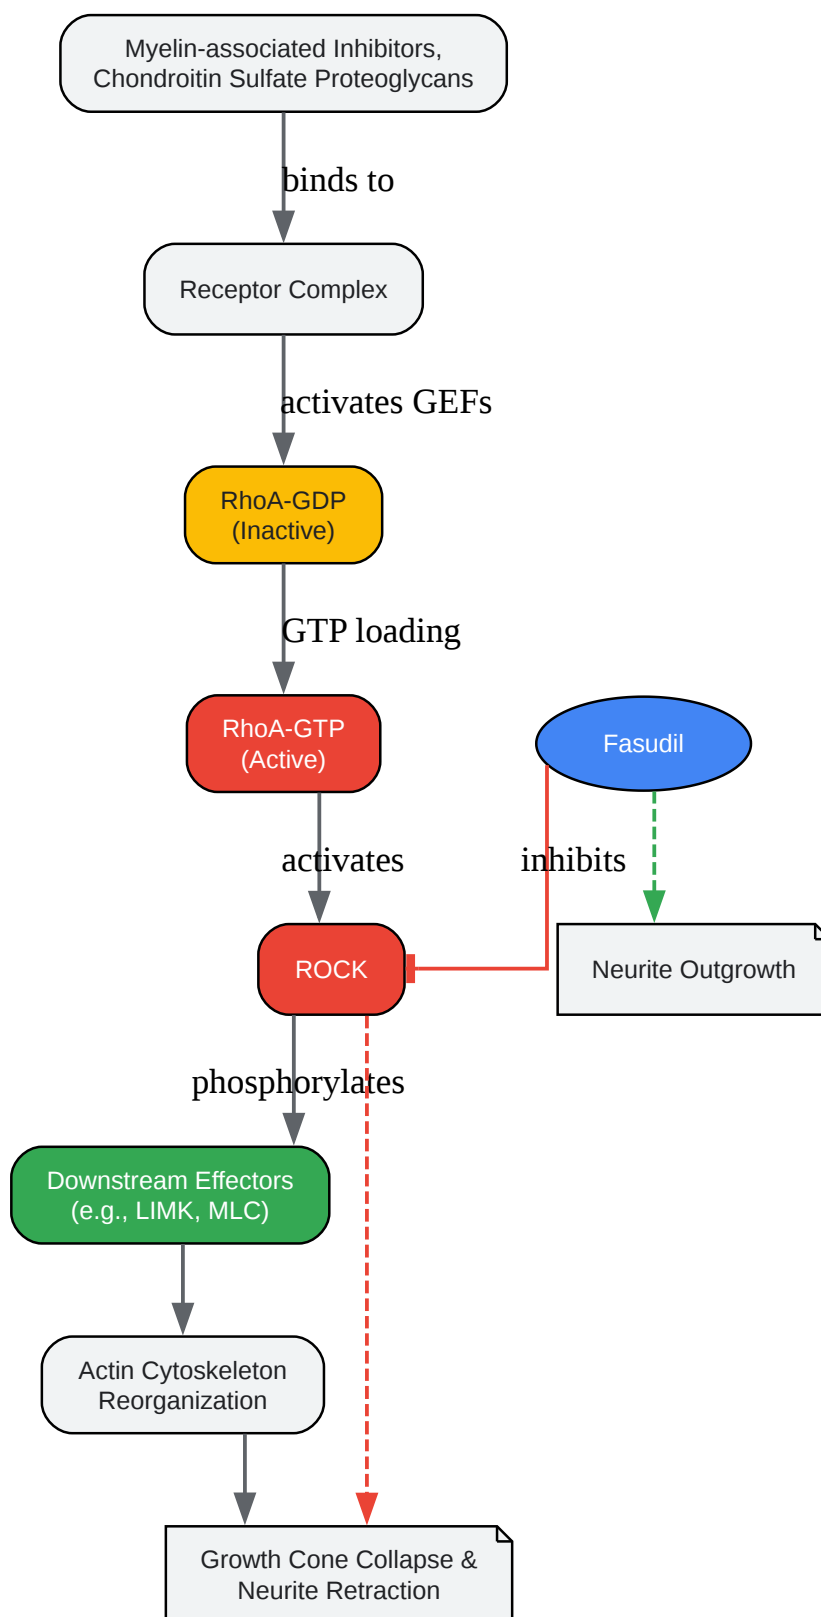 Myelin-associated Inhibitors,
Chondroitin Sulfate Proteoglycans
binds to
Receptor Complex
activates GEFs
RhoA-GDP
(Inactive)
GTP loading
RhoA-GTP
(Active)
Fasudil
activates
inhibits
ROCK
Neurite Outgrowth
phosphorylates
Downstream Effectors
(e.g., LIMK, MLC)
Actin Cytoskeleton
Reorganization
Growth Cone Collapse &
Neurite Retraction